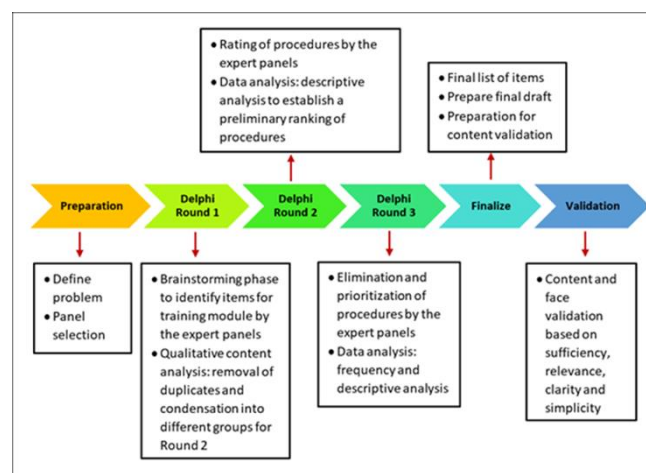 • Rating of procedures by the
expert panels
• Data analysis: descriptive
analysis to establish a
preliminary ranking of
procedures
• Final list of items
• Prepare final draft
• Preparation for
content validation
Preparation
Delphi
Round 1
Delphi
Round 2
Delphi
Round 3
Finalize
Validation
• Define
problem
• Panel
selection
• Brainstorming phase
to identify items for
training module by
the expert panels
• Qualitative content
analysis: removal of
duplicates and
condensation into
different groups for
Round 2
• Elimination and
prioritization of
procedures by the
expert panels
• Data analysis:
frequency and
descriptive analysis
• Content and
face
validation
based on
sufficiency,
relevance,
clarity and
simplicity